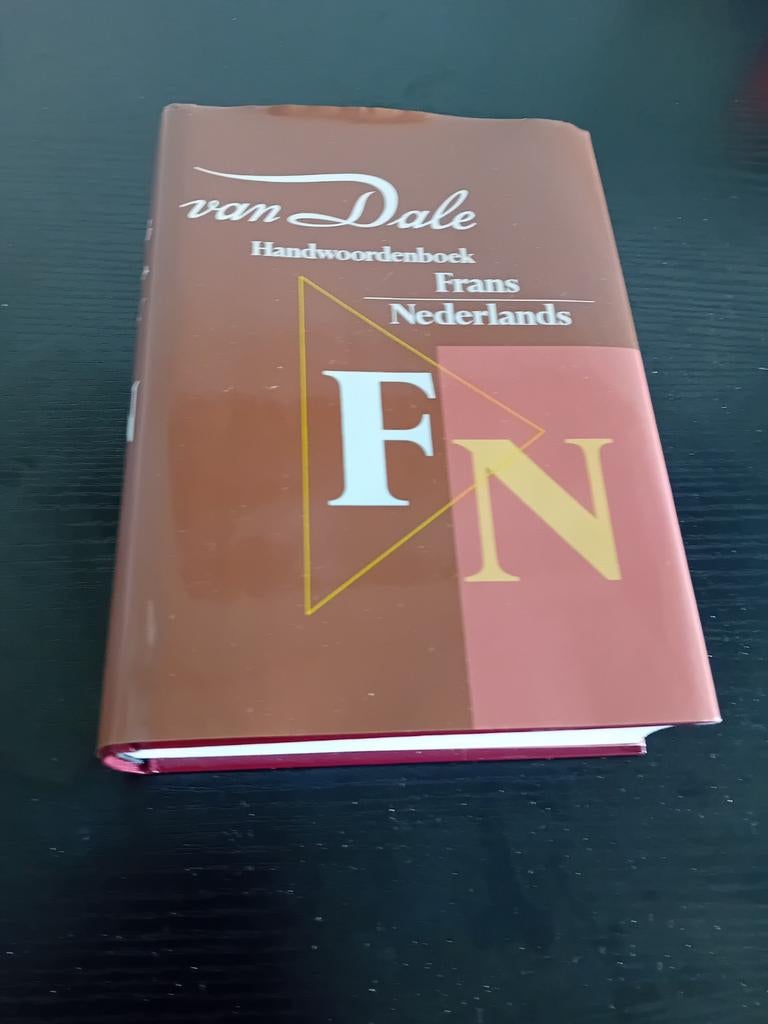 van Dale
Handwoordenboek
Frans
Nederlands
F
N